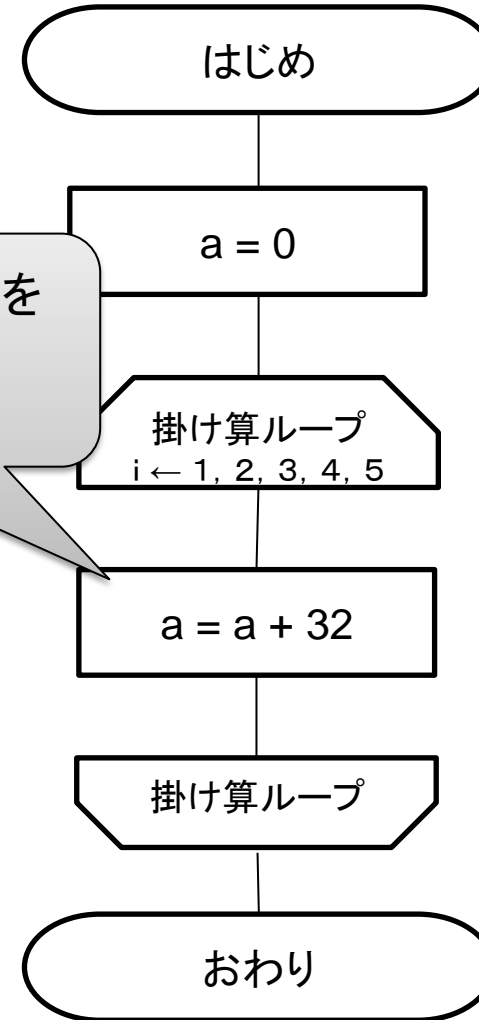 はじめ
a = 0
を
掛け算ループ
i ← 1, 2, 3, 4, 5
a = a + 32
掛け算ループ
おわり